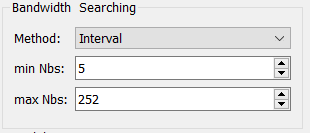 Bandwidth Searching
Method: Interval
min Nbs: 5
max Nbs: 252